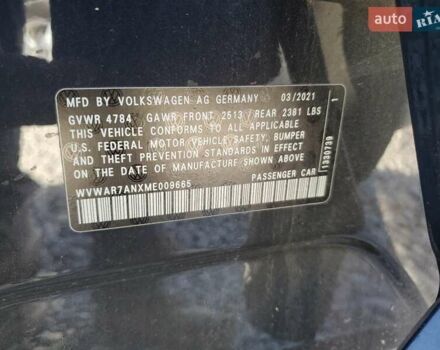 auto RIA
MFD BY VOLKSWAGEN AG GERMANY 03/2021
GVWR 4784 GAWR FRONT 2513 / REAR 2381 LBS
THIS VEHICLE CONFORMS TO ALL APPLICABLE
U.S. FEDERAL MOTOR VEHICLE SAFETY, BUMPER
AND THEFT PREVENTION STANDARDS IN EFFECT
ON THE DATE OF MANUFACTURE SHOWN ABOVE
WVWAR7ANXME009665 PASSENGER CAR
1330739 1